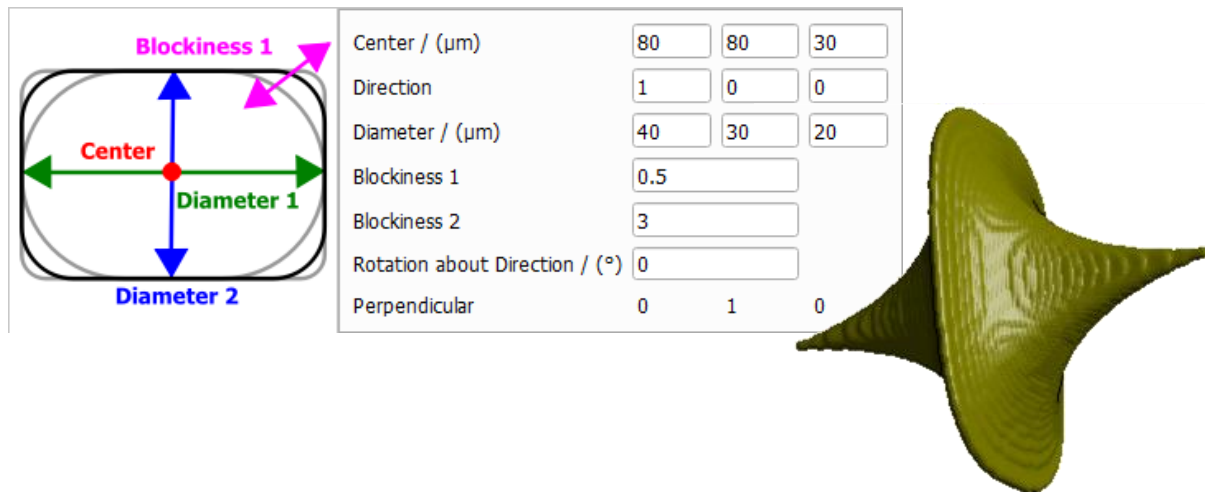 Blockiness 1
Center
Diameter 1
Diameter 2
Center / (µm) 80 80 30
Direction 1 0 0
Diameter / (µm) 40 30 20
Blockiness 1 0.5
Blockiness 2 3
Rotation about Direction / (°) 0
Perpendicular 0 1 0